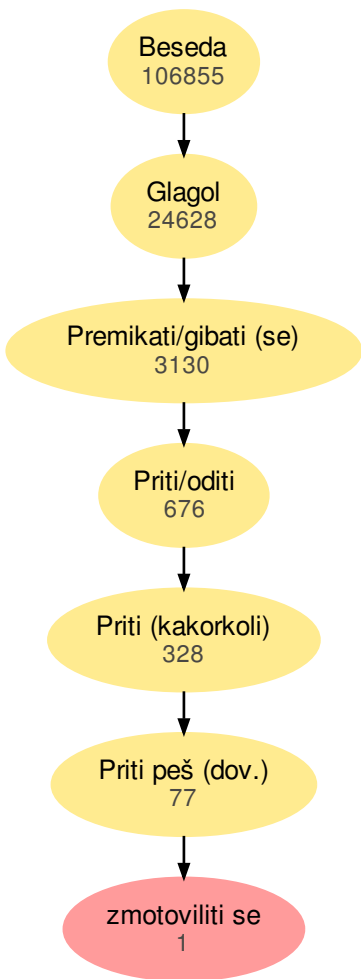 Beseda
106855
Glagol
24628
Premikati/gibati (se)
3130
Priti/oditi
676
Priti (kakorkoli)
328
Priti peš (dov.)
77
zmotoviliti se
1